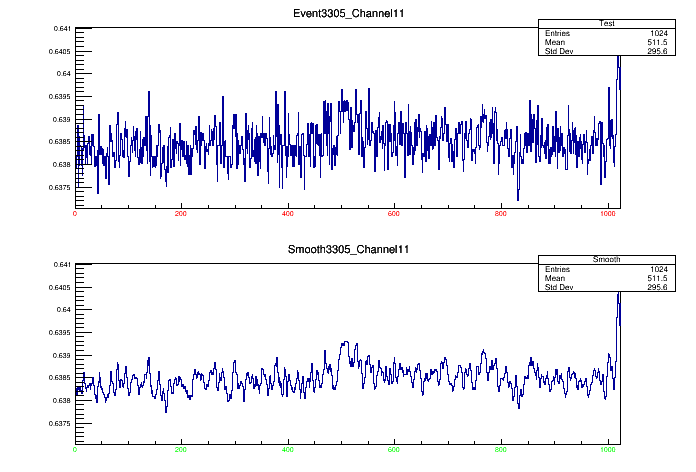 Event3305_Channel11
Test
Entries 1024
Mean 511.5
Std Dev 295.6
0.641
0.6405
0.64
0.6395
0.639
0.6385
0.638
0.6375
0 200 400 600 800 1000
Smooth3305_Channel11
Smooth
Entries 1024
Mean 511.5
Std Dev 295.6
0.641
0.6405
0.64
0.6395
0.639
0.6385
0.638
0.6375
0 200 400 600 800 1000